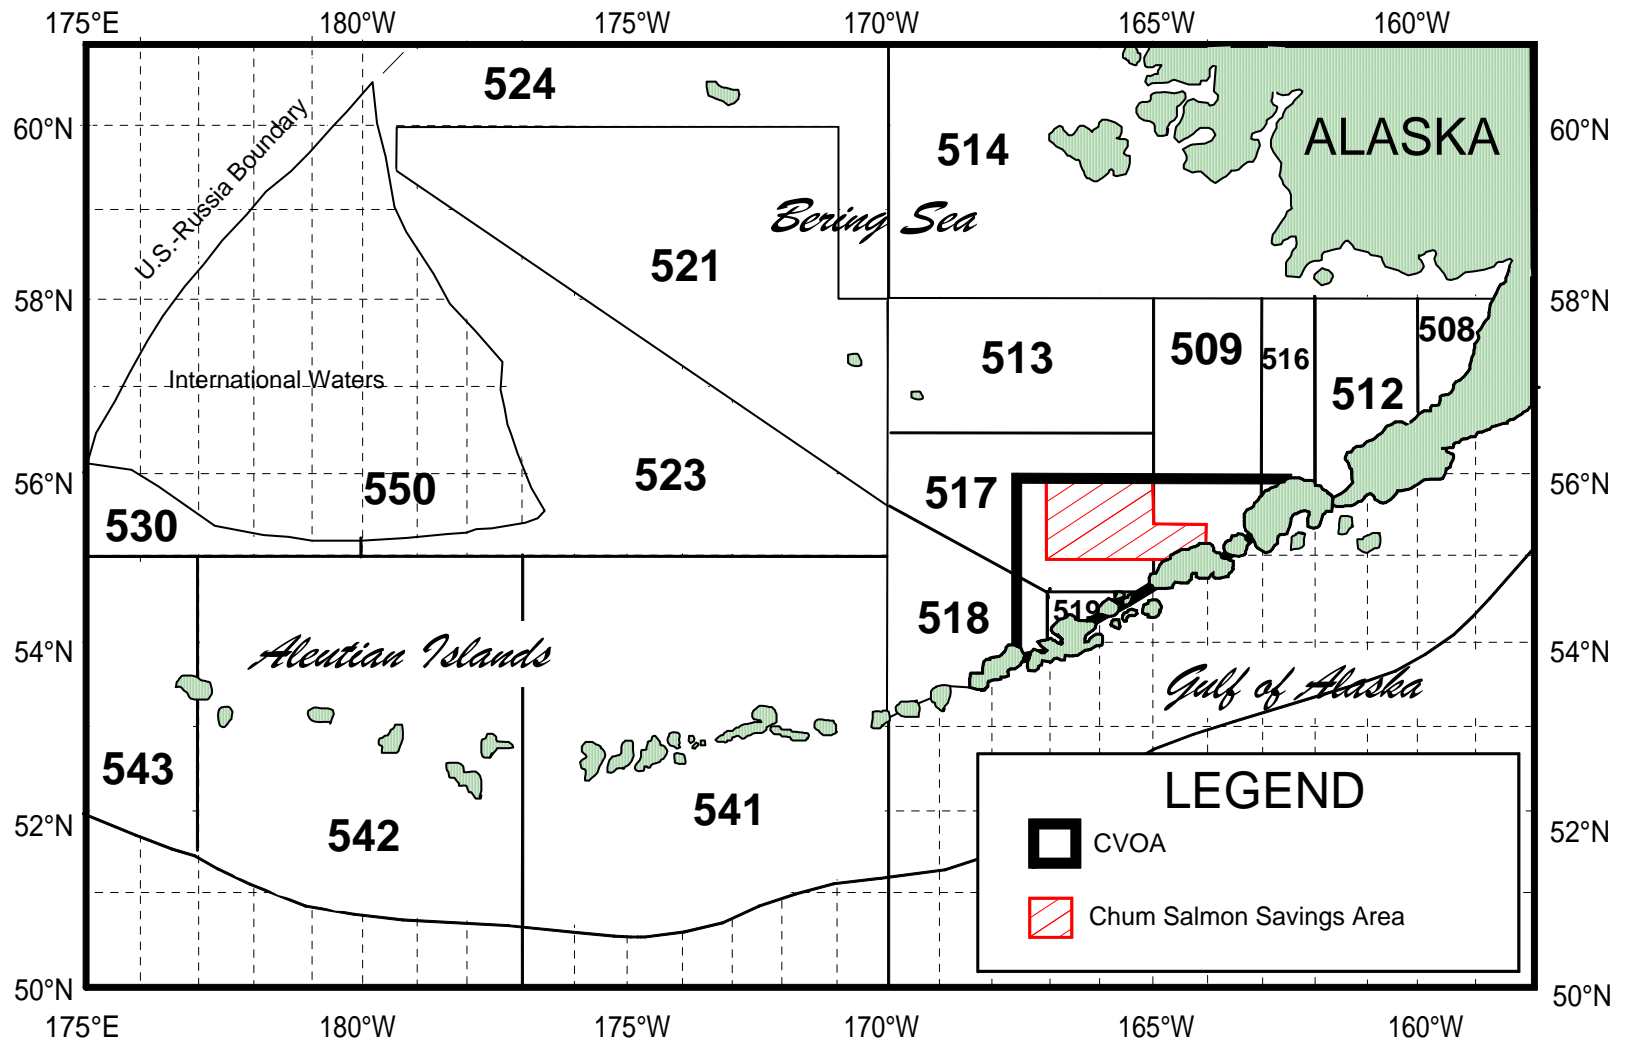 175°E 180°W 175°W 170°W 165°W 160°W
524
60°N 514 ALASKA 60°N
U.S.-Russia Boundary
Bering Sea
521
58°N 58°N
508
513 509 516
International Waters
512
550 523 517
56°N 56°N
530
518 519
54°N Aleutian Islands 54°N
Gulf of Alaska
543
542 541
LEGEND
52°N 52°N
CVOA
Chum Salmon Savings Area
50°N 50°N
175°E 180°W 175°W 170°W 165°W 160°W